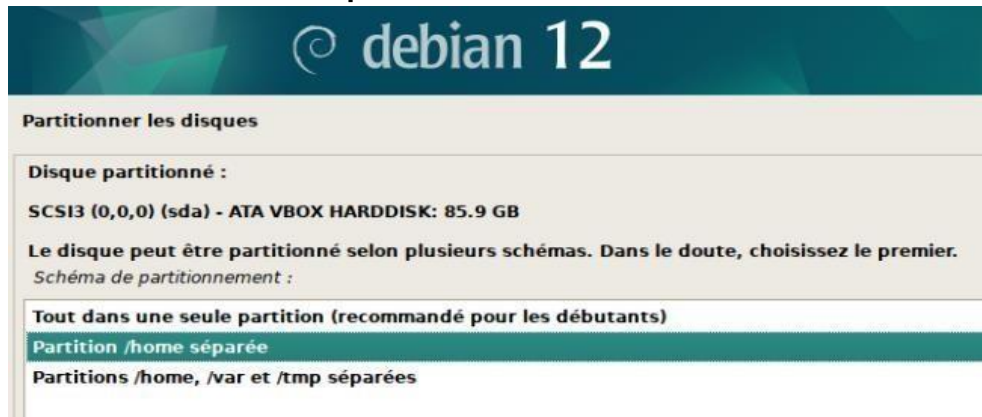 debian 12
Partitionner les disques
Disque partitionné :
SCSI3 (0,0,0) (sda) - ATA VBOX HARDDISK: 85.9 GB
Le disque peut être partitionné selon plusieurs schémas. Dans le doute, choisissez le premier.
Schéma de partitionnement :
Tout dans une seule partition (recommandé pour les débutants)
Partition /home séparée
Partitions /home, /var et /tmp séparées